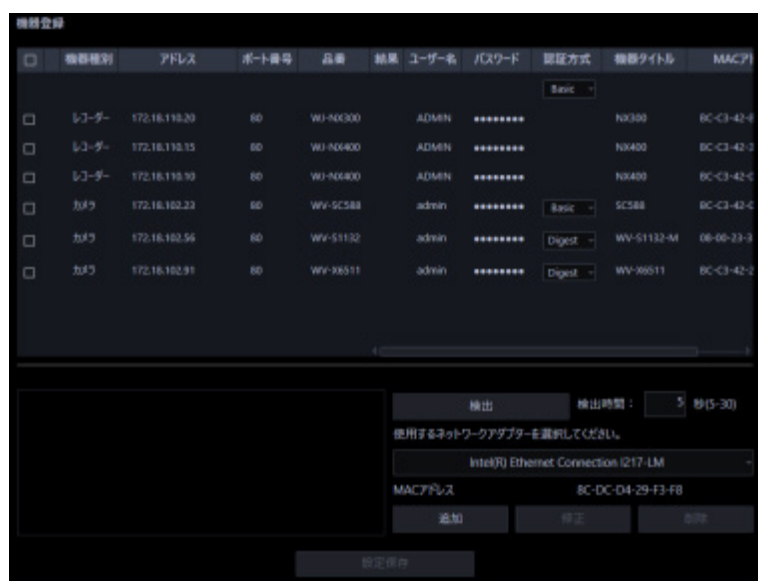 機器登録
機器種別 アドレス ポート番号 品番 結果 ユーザー名 パスワード 認証方式 機器タイトル MACアド
Basic
レコーダー 172.18.110.20 80 WJ-NX300 ADMIN ●●●●●●●● NX300 BC-C3-42-
レコーダー 172.18.110.15 80 WJ-NX400 ADMIN ●●●●●●●● NX400 BC-C3-42-
レコーダー 172.18.110.10 80 WJ-NX400 ADMIN ●●●●●●●● NX400 BC-C3-42-
カメラ 172.18.102.23 80 WV-SC588 admin ●●●●●●●● Basic SC588 BC-C3-42-
カメラ 172.18.102.56 80 WV-S1132 admin ●●●●●●●● Digest WV-S1132-M 08-00-23-
カメラ 172.18.102.91 80 WV-X6511 admin ●●●●●●●● Digest WV-X6511 BC-C3-42-
検出 検出時間： 5 秒(5-30)
使用するネットワークアダプターを選択してください。
Intel(R) Ethernet Connection I217-LM
MACアドレス 8C-DC-D4-29-F3-F8
追加 修正 削除
設定保存